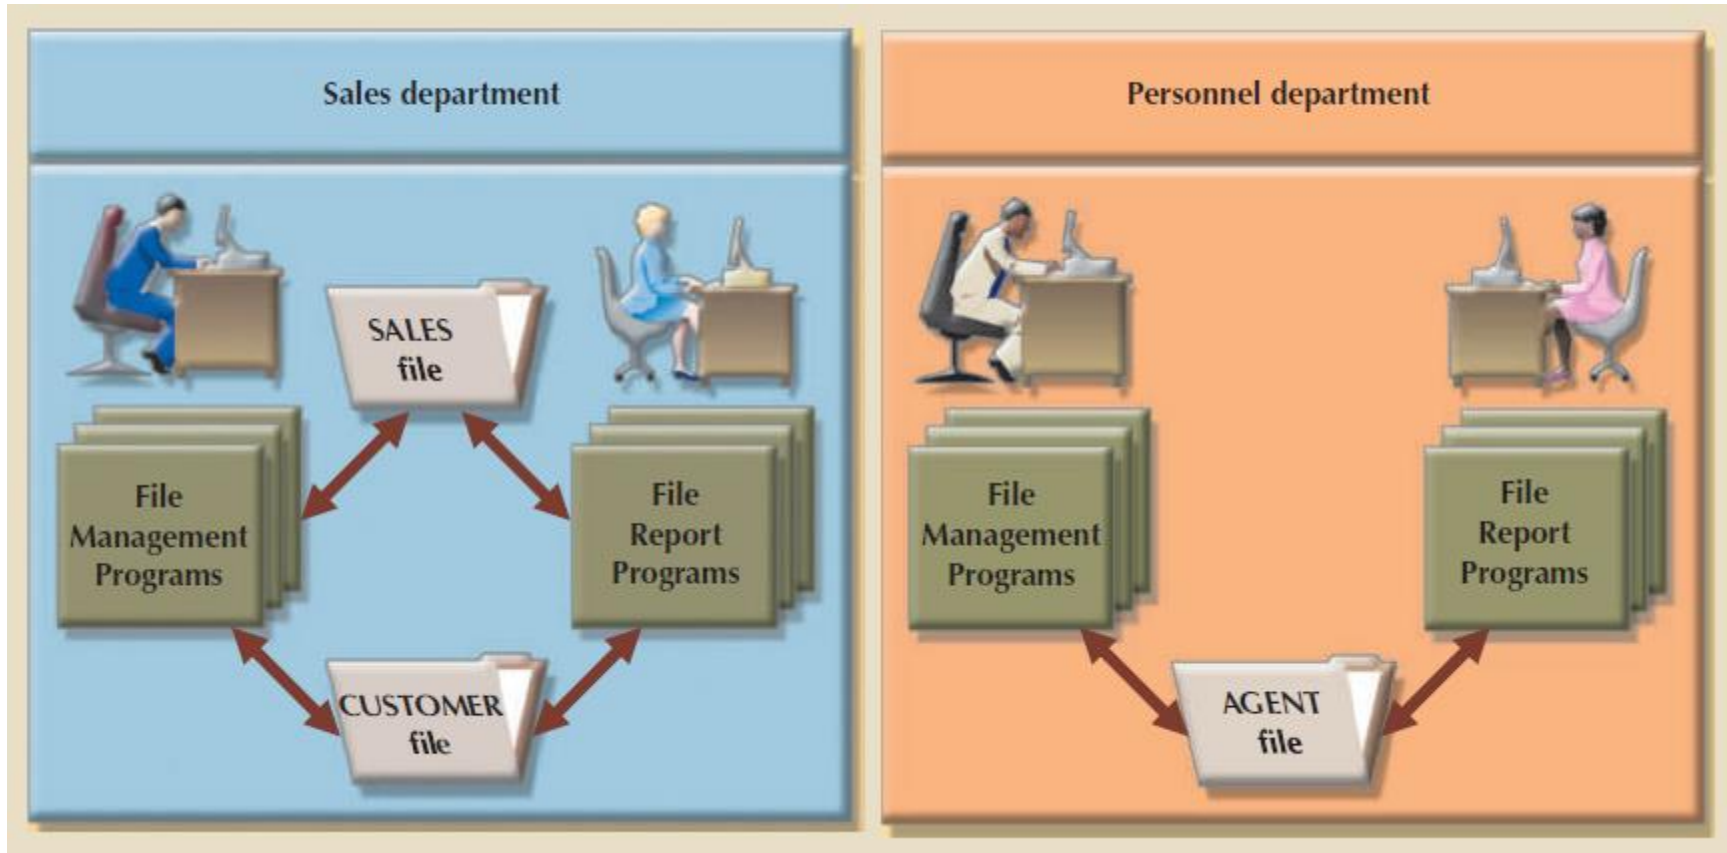 Sales department
Personnel department
SALES
file
File
Management
Programs
File
Report
Programs
CUSTOMER
file
File
Management
Programs
File
Report
Programs
AGENT
file